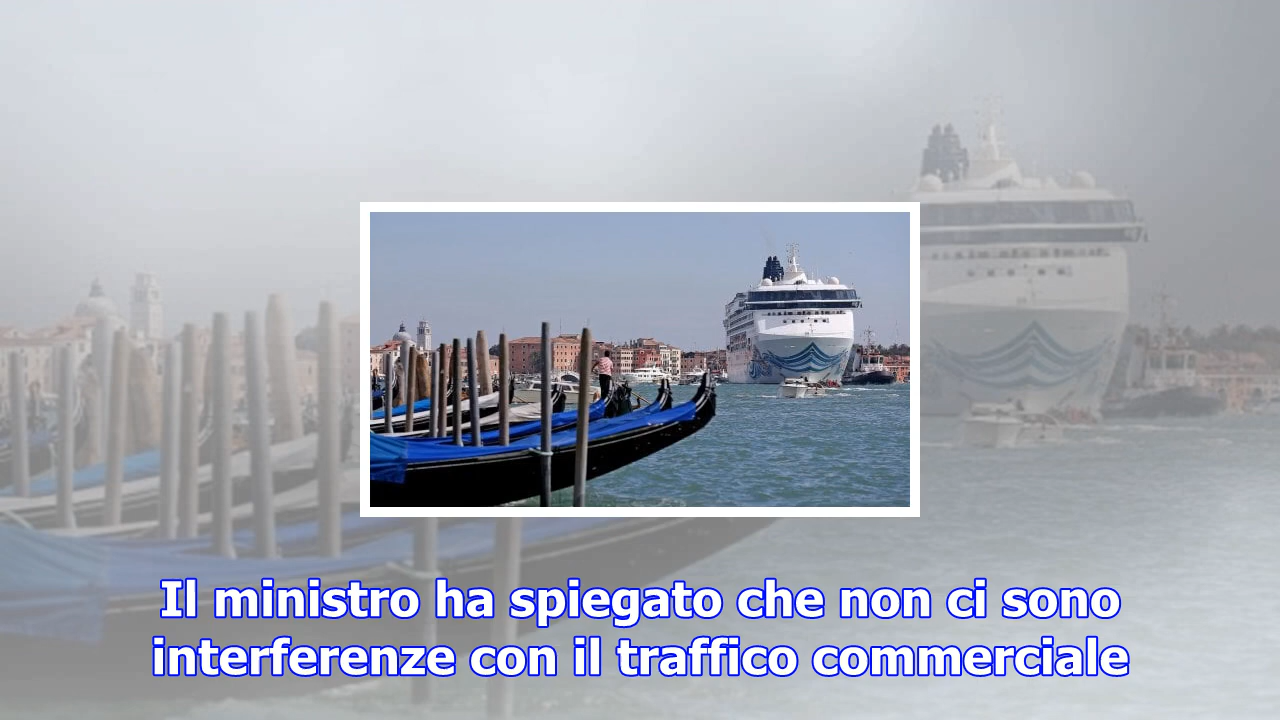 Il ministro ha spiegato che non ci sono
interferenze con il traffico commerciale